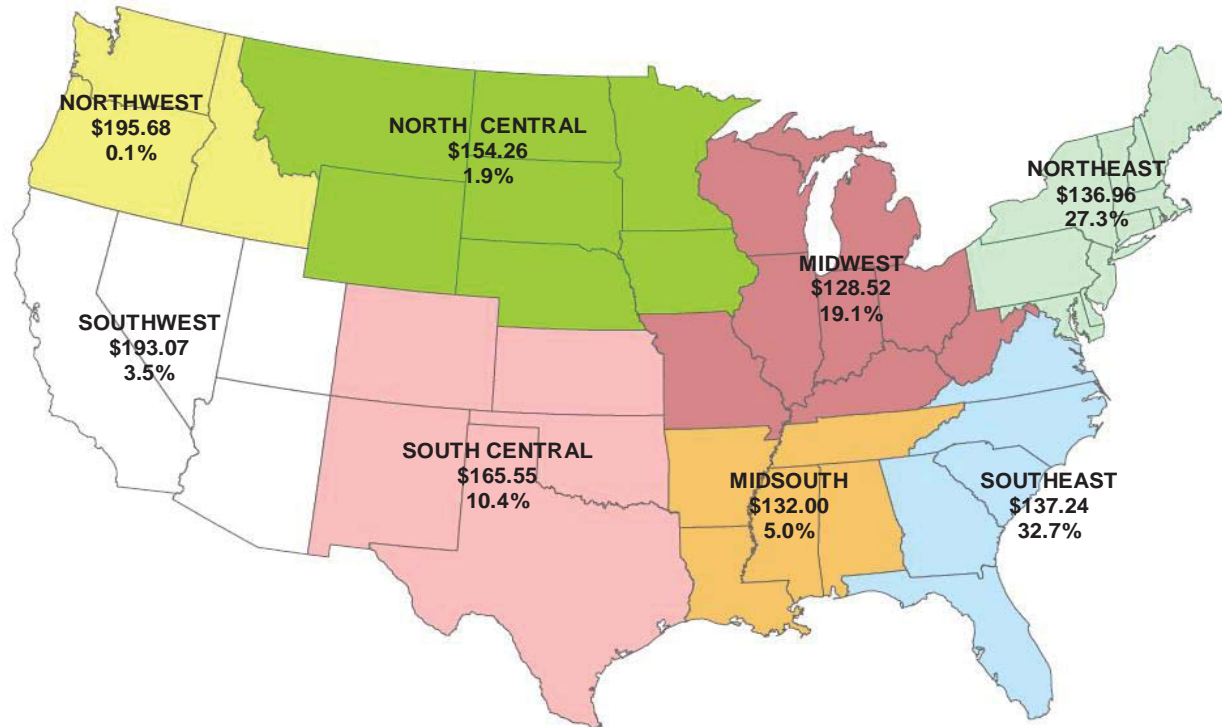 NORTHWEST
$195.68
0.1%
NORTH CENTRAL
$154.26
1.9%
NORTHEAST
$136.96
27.3%
MIDWEST
$128.52
19.1%
SOUTHWEST
$193.07
3.5%
SOUTH CENTRAL
$165.55
10.4%
MIDSOUTH
$132.00
5.0%
SOUTHEAST
$137.24
32.7%